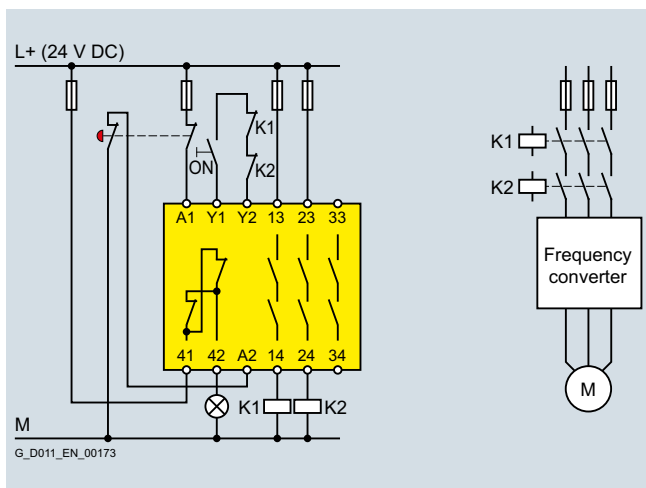 L+ (24 V DC)
K1
K2
ON
A1 Y1 Y2 13 23 33
41 42 A2 14 24 34
K1 K2
M
G_D011_EN_00173
K1
K2
Frequency
converter
M